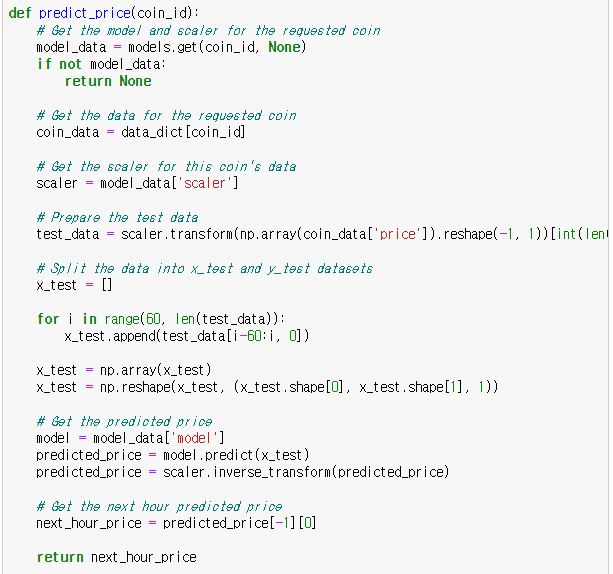 def predict_price(coin_id):
    # Get the model and scaler for the requested coin
    model_data = models.get(coin_id, None)
    if not model_data:
        return None

    # Get the data for the requested coin
    coin_data = data_dict[coin_id]

    # Get the scaler for this coin's data
    scaler = model_data['scaler']

    # Prepare the test data
    test_data = scaler.transform(np.array(coin_data['price']).reshape(-1, 1))[int(len

    # Split the data into x_test and y_test datasets
    x_test = []

    for i in range(60, len(test_data)):
        x_test.append(test_data[i-60:i, 0])

    x_test = np.array(x_test)
    x_test = np.reshape(x_test, (x_test.shape[0], x_test.shape[1], 1))

    # Get the predicted price
    model = model_data['model']
    predicted_price = model.predict(x_test)
    predicted_price = scaler.inverse_transform(predicted_price)

    # Get the next hour predicted price
    next_hour_price = predicted_price[-1][0]

    return next_hour_price